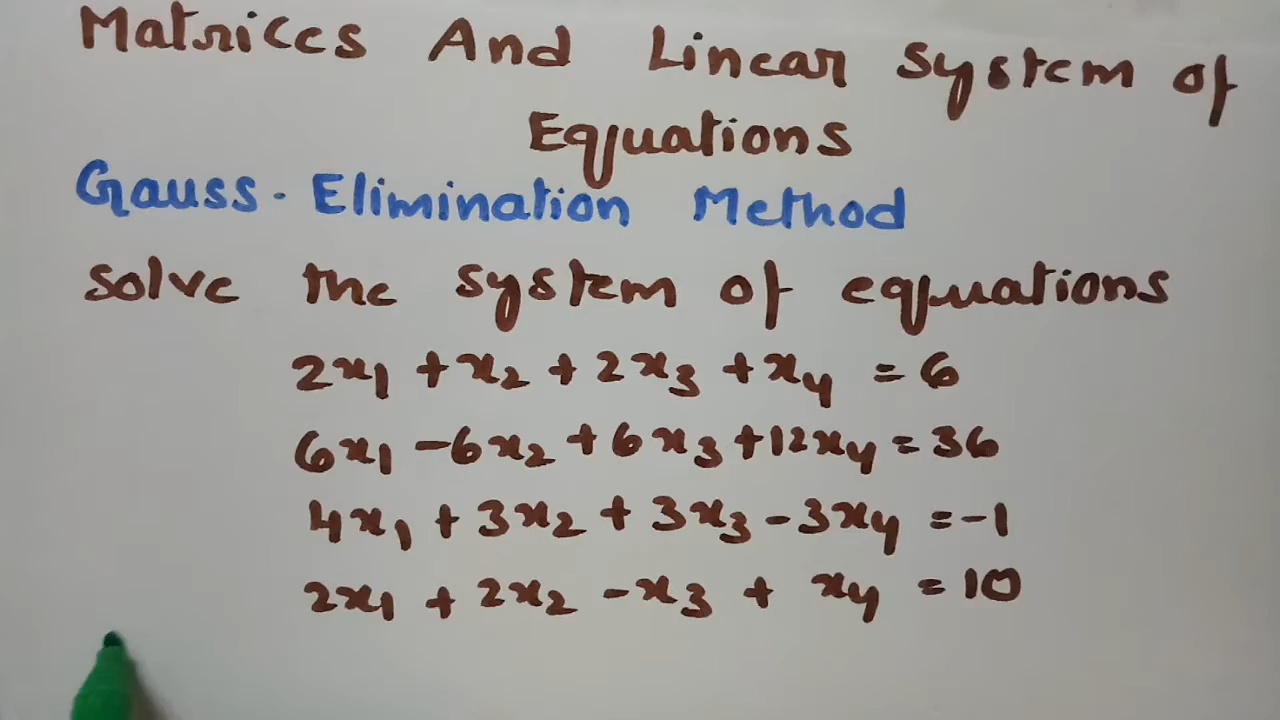 Matrices And Linear System of
Equations
Gauss-Elimination Method
solve the system of equations
2x₁ + x₂ + 2x₃ + x₄ = 6
6x₁ - 6x₂ + 6x₃ + 12x₄ = 36
4x₁ + 3x₂ + 3x₃ - 3x₄ = -1
2x₁ + 2x₂ - x₃ + x₄ = 10